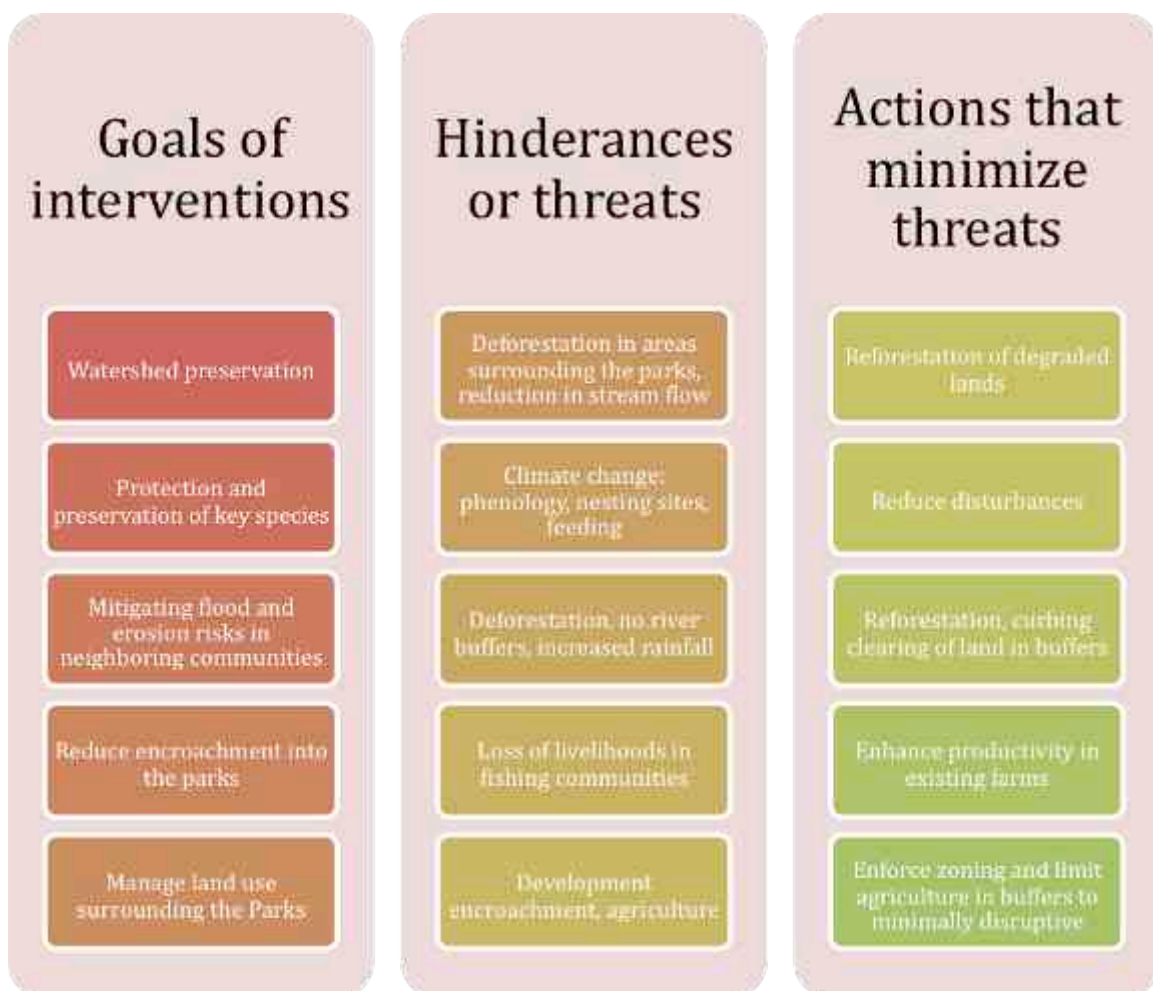 Goals of
interventions
Watershed preservation
Protection and
preservation of key species
Mitigating flood and
erosion risks in
neighboring communities
Reduce encroachment into
the parks
Manage land use
surrounding the Parks
Hinderances
or threats
Deforestation in areas
surrounding the parks,
reduction in stream flow
Climate change:
phenology, nesting sites,
feeding
Deforestation, no river
buffers, increased rainfall
Loss of livelihoods in
fishing communities
Development
encroachment, agriculture
Actions that
minimize
threats
Reforestation of degraded
lands
Reduce disturbances
Reforestation, curbing
clearing of land in buffers
Enhance productivity in
existing farms
Enforce zoning and limit
agriculture in buffers to
minimally disruptive